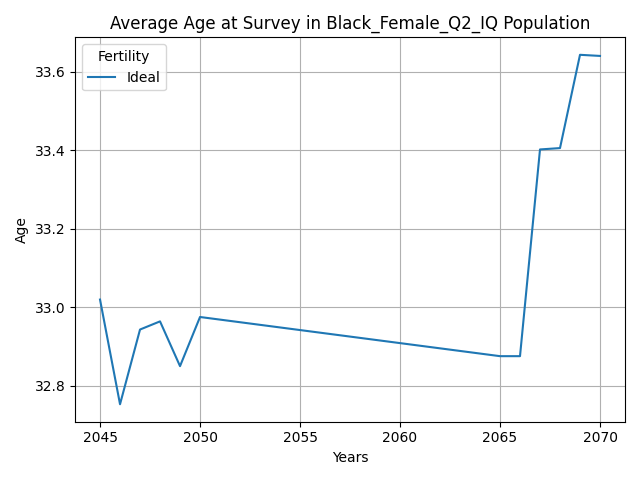 Average Age at Survey in Black_Female_Q2_IQ Population
Fertility
Ideal
33.6
33.4
33.2
33.0
32.8
Age
2045 2050 2055 2060 2065 2070
Years